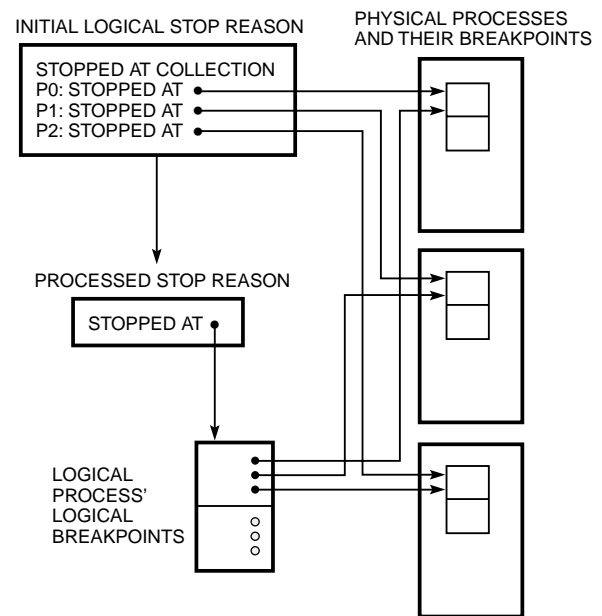 INITIAL LOGICAL STOP REASON
PHYSICAL PROCESSES
AND THEIR BREAKPOINTS
STOPPED AT COLLECTION
P0: STOPPED AT
P1: STOPPED AT
P2: STOPPED AT
PROCESSED STOP REASON
STOPPED AT
LOGICAL
PROCESS'
LOGICAL
BREAKPOINTS